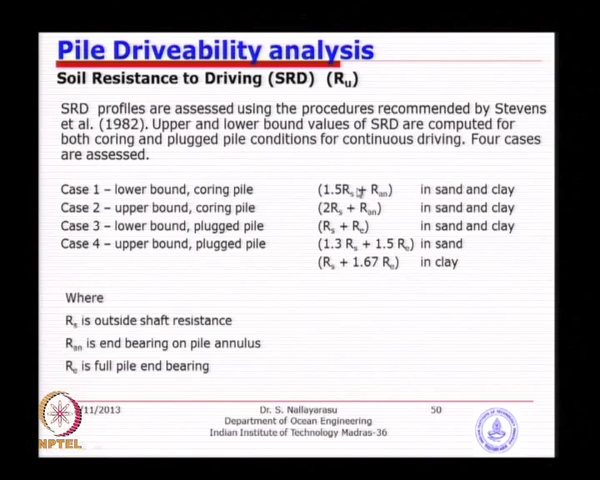 Pile Driveability analysis
Soil Resistance to Driving (SRD) (Ru)
SRD profiles are assessed using the procedures recommended by Stevens
et al. (1982). Upper and lower bound values of SRD are computed for
both coring and plugged pile conditions for continuous driving. Four cases
are assessed.
Case 1 – lower bound, coring pile (1.5Rs + Ran) in sand and clay
Case 2 – upper bound, coring pile (2Rs + Ran) in sand and clay
Case 3 – lower bound, plugged pile (Rs + Re) in sand and clay
Case 4 – upper bound, plugged pile (1.3 Rs + 1.5 Re) in sand
(Rs + 1.67 Re) in clay
Where
Rs is outside shaft resistance
Ran is end bearing on pile annulus
Re is full pile end bearing
/11/2013 Dr. S. Nallayarasu 50
Department of Ocean Engineering
Indian Institute of Technology Madras-36
NPTEL